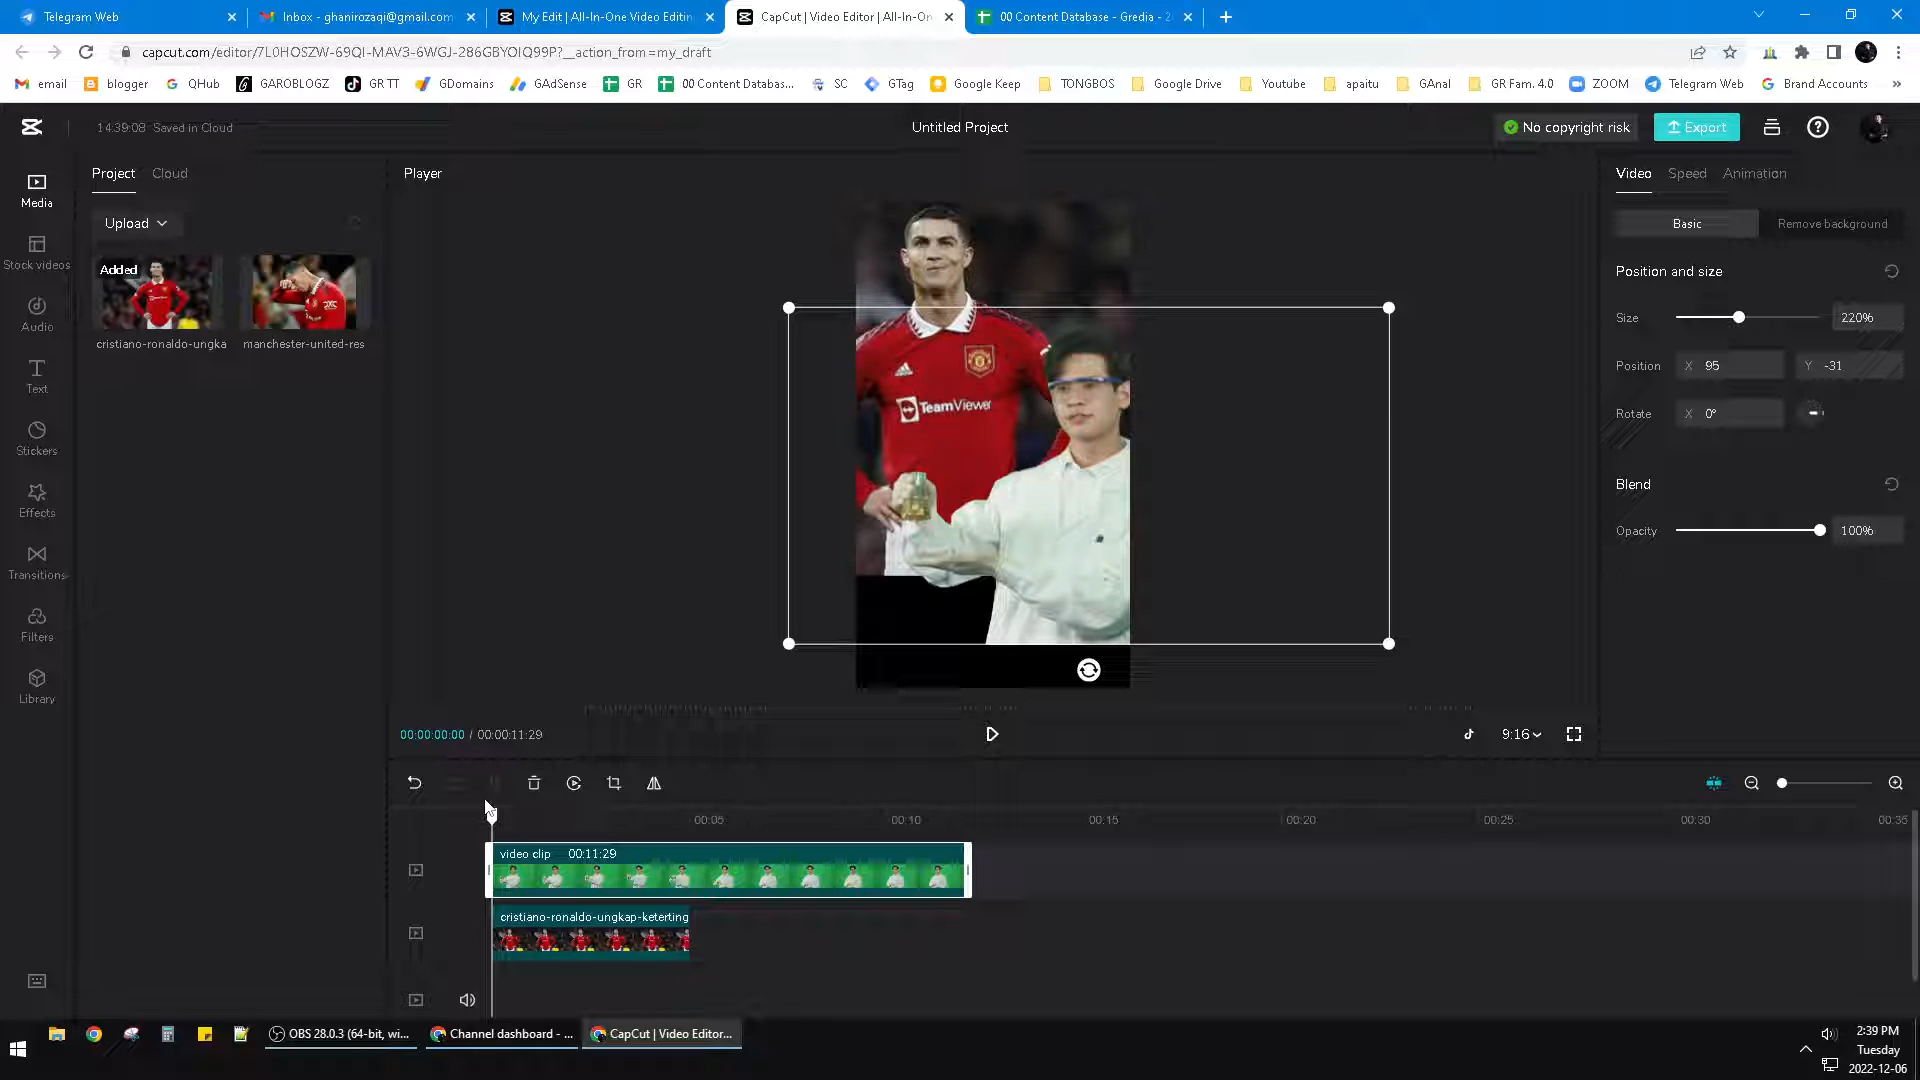 Telegram Web
Inbox - ghanirozaqi@gmail.com
My Edit | All-In-One Video Editin
CapCut | Video Editor | All-In-On
00 Content Database - Gredia - 2
capcut.com/editor/7L0HOSZW-69QI-MAV3-6WGJ-286GBYOIQ99P?__action_from=my_draft
email
blogger
QHub
GAROBLOGZ
GR TT
GDomains
GAdSense
GR
00 Content Databas...
SC
GTag
Google Keep
TONGBOS
Google Drive
Youtube
apaitu
GAnal
GR Fam. 4.0
ZOOM
Telegram Web
Brand Accounts
»
14:39:08 Saved in Cloud
Untitled Project
No copyright risk
Export
Media
Stock videos
Audio
Text
Stickers
Effects
Transitions
Filters
Library
Project
Cloud
Upload
Added
cristiano-ronaldo-ungka
manchester-united-res
Player
TeamViewer
00:00:00:00 / 00:00:11:29
9:16
Video
Speed
Animation
Basic
Remove background
Position and size
Size
220%
Position
X 95
Y -31
Rotate
X 0°
Blend
Opacity
100%
00:05
00:10
00:15
00:20
00:25
00:30
00:35
video clip 00:11:29
cristiano-ronaldo-ungkap-keterting
OBS 28.0.3 (64-bit, wi...
Channel dashboard - ...
CapCut | Video Editor...
2:39 PM
Tuesday
2022-12-06